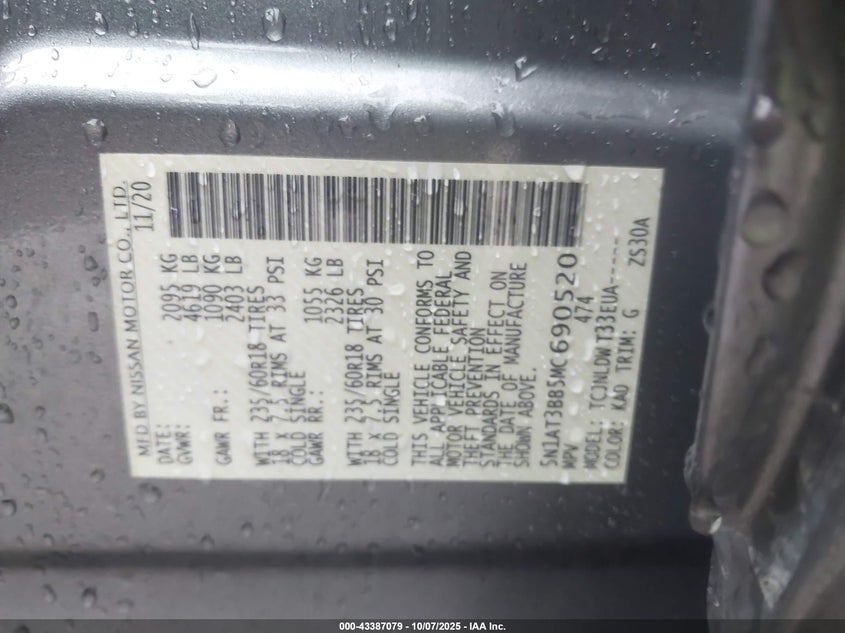 MFD BY NISSAN MOTOR CO., LTD.
DATE: 11/20
GVWR: 2095 KG
4619 LB
GAWR FR.: 1090 KG
2403 LB
WITH 235/60R18 TIRES
18 X 7.5 RIMS AT 33 PSI
COLD SINGLE
GAWR RR.: 1055 KG
2326 LB
WITH 235/60R18 TIRES
18 X 7.5 RIMS AT 30 PSI
COLD SINGLE
THIS VEHICLE CONFORMS TO
ALL APPLICABLE FEDERAL
MOTOR VEHICLE SAFETY AND
THEFT PREVENTION
STANDARDS IN EFFECT ON
THE DATE OF MANUFACTURE
SHOWN ABOVE.
5N1AT3BB5MC690520
MPV 474
MODEL: TCJNLDWT33EUA-----
COLOR: KAD TRIM: G ZS30A
000-43387079 - 10/07/2025 - IAA Inc.